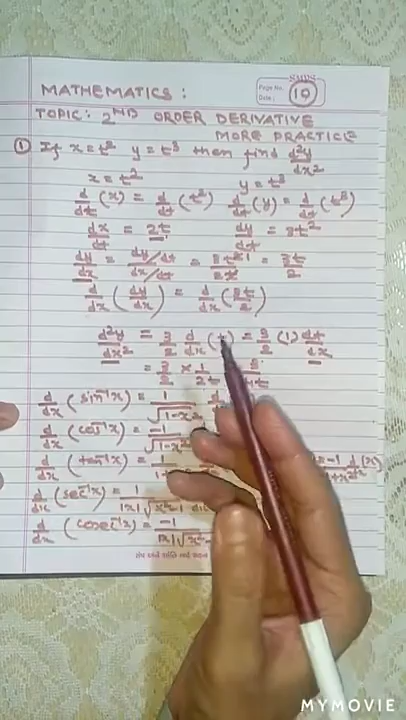 Page No. 10
Date:
MATHEMATICS:
TOPIC: 2ND ORDER DERIVATIVE
MORE PRACTICE
① If x=t² y=t³ then find d²y/dx²
x=t² y=t³
d/dt (x) = d/dt (t²) d/dt (y) = d/dt (t³)
dx/dt = 2t dy/dt = 3t²
dy/dx = dy/dt / dx/dt = = 3t/2
d/dx (dy/dx) = d/dx (3t/2)
d²y/dx² = 3/2 d/dx (t) = 3/2 (1) dt/dx
= 3/2 × 1/2t =
d/dx (sin⁻¹x) = 1/√1-x²
d/dx (cos⁻¹x) = -1/√1-x²
d/dx (tan⁻¹x) =
d/dx (sec⁻¹x) = 1/|x|√x²-1
d/dx (cosec⁻¹x) = -1/|x|√x²-
MYMOVIE